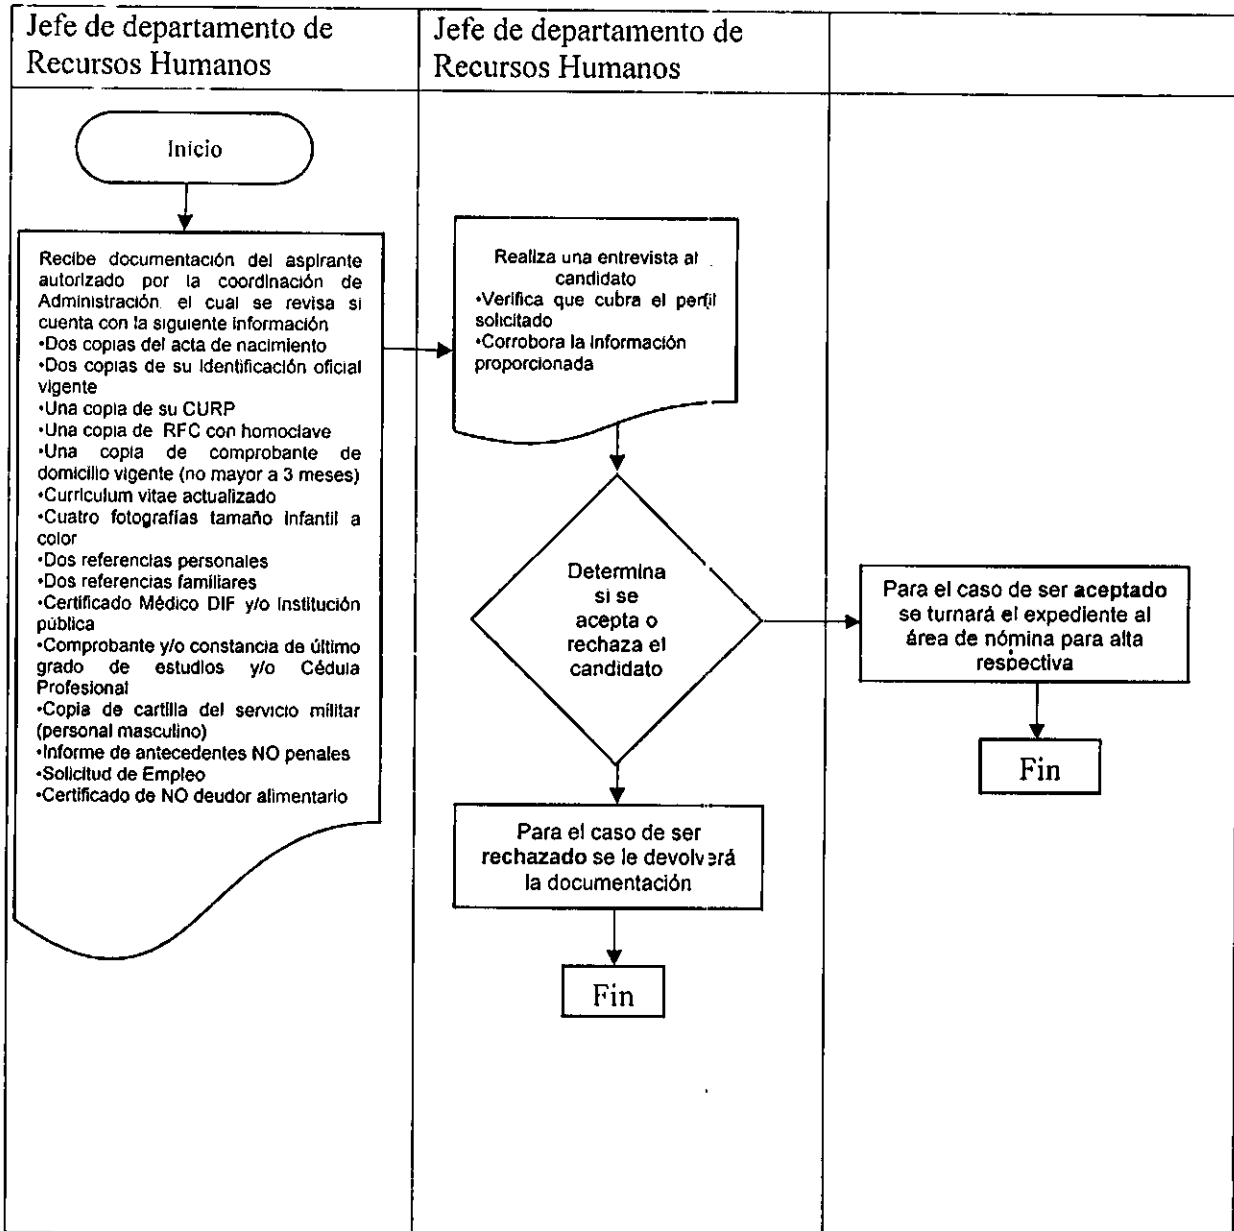 Jefe de departamento de
Recursos Humanos
Jefe de departamento de
Recursos Humanos
Inicio
Recibe documentación del aspirante
autorizado por la coordinación de
Administración, el cual se revisa si
cuenta con la siguiente información
•Dos copias del acta de nacimiento
•Dos copias de su Identificación oficial
vigente
•Una copia de su CURP
•Una copia de RFC con homoclave
•Una copia de comprobante de
domicilio vigente (no mayor a 3 meses)
•Curriculum vitae actualizado
•Cuatro fotografías tamaño infantil a
color
•Dos referencias personales
•Dos referencias familiares
•Certificado Médico DIF y/o Institución
pública
•Comprobante y/o constancia de último
grado de estudios y/o Cédula
Profesional
•Copia de cartilla del servicio militar
(personal masculino)
•Informe de antecedentes NO penales
•Solicitud de Empleo
•Certificado de NO deudor alimentario
Realiza una entrevista al
candidato
•Verifica que cubra el perfil
solicitado
•Corrobora la información
proporcionada
Determina
si se
acepta o
rechaza el
candidato
Para el caso de ser aceptado
se turnará el expediente al
área de nómina para alta
respectiva
Fin
Para el caso de ser
rechazado se le devolverá
la documentación
Fin